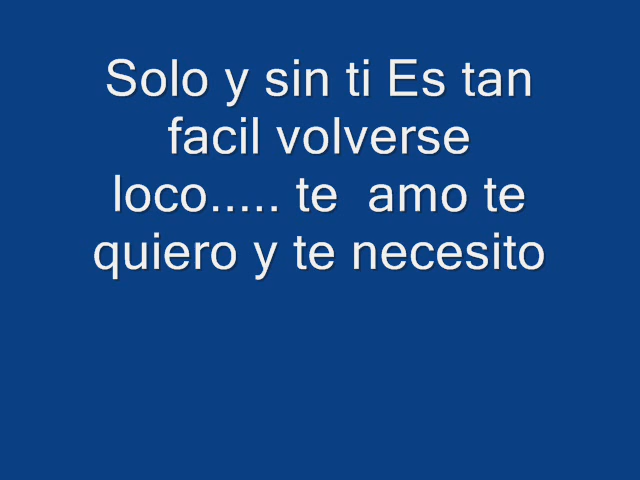 Solo y sin ti Es tan
facil volverse
loco..... te  amo te
quiero y te necesito